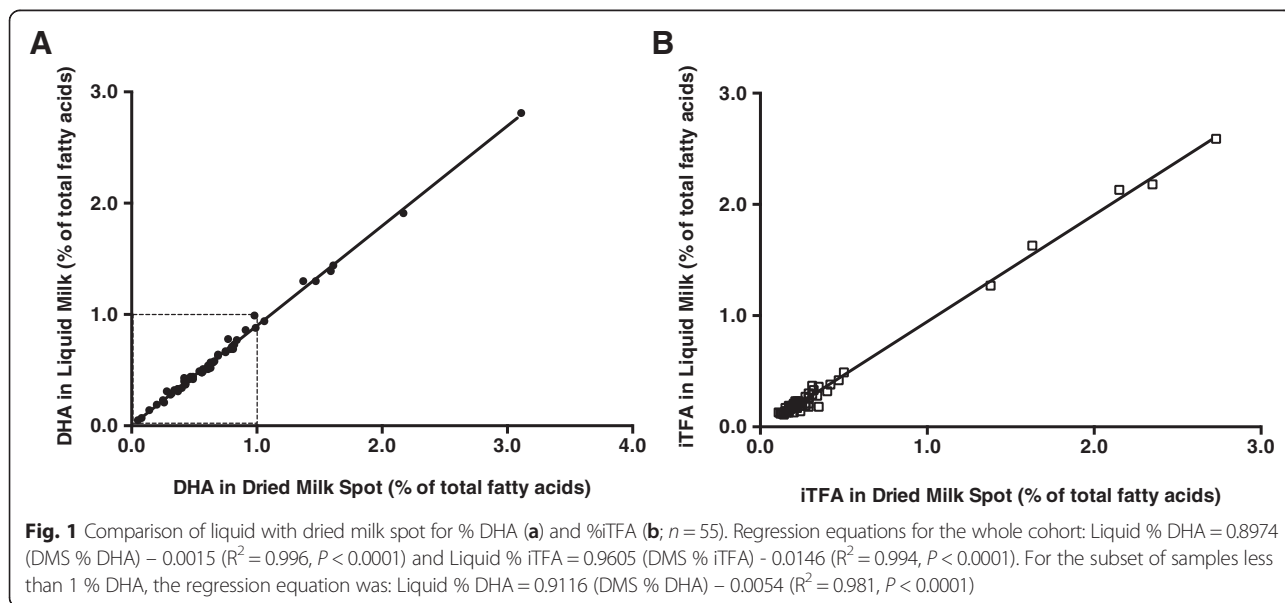 A
DHA in Liquid Milk (% of total fatty acids)
3.0
2.0
1.0
0.0
0.0 1.0 2.0 3.0 4.0
DHA in Dried Milk Spot (% of total fatty acids)
B
iTFA in Liquid Milk (% of total fatty acids)
3.0
2.0
1.0
0.0
0.0 1.0 2.0 3.0
iTFA in Dried Milk Spot (% of total fatty acids)
Fig. 1 Comparison of liquid with dried milk spot for % DHA (a) and %iTFA (b; n = 55). Regression equations for the whole cohort: Liquid % DHA = 0.8974
(DMS % DHA) – 0.0015 (R² = 0.996, P < 0.0001) and Liquid % iTFA = 0.9605 (DMS % iTFA) - 0.0146 (R² = 0.994, P < 0.0001). For the subset of samples less
than 1 % DHA, the regression equation was: Liquid % DHA = 0.9116 (DMS % DHA) – 0.0054 (R² = 0.981, P < 0.0001)